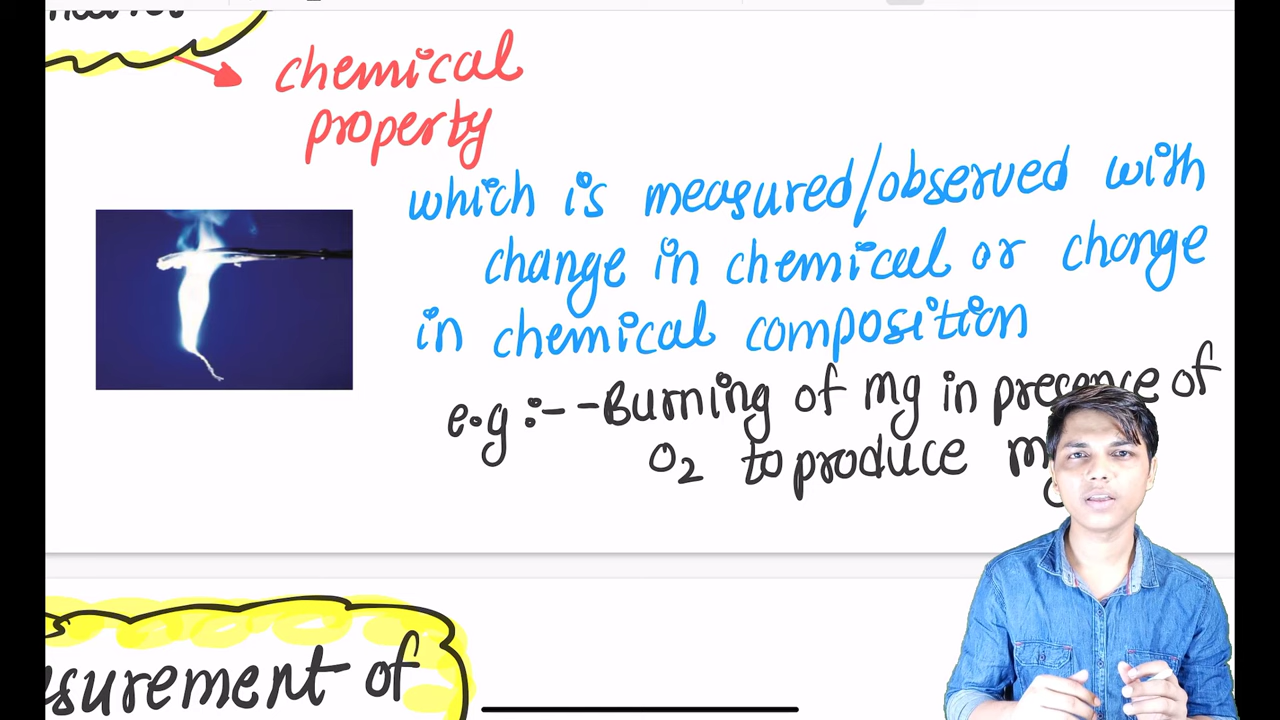 chemical
property
which is measured/observed with
change in chemical or change
in chemical composition
e.g :- -Burning of mg in presence of
O2 to produce
surement of